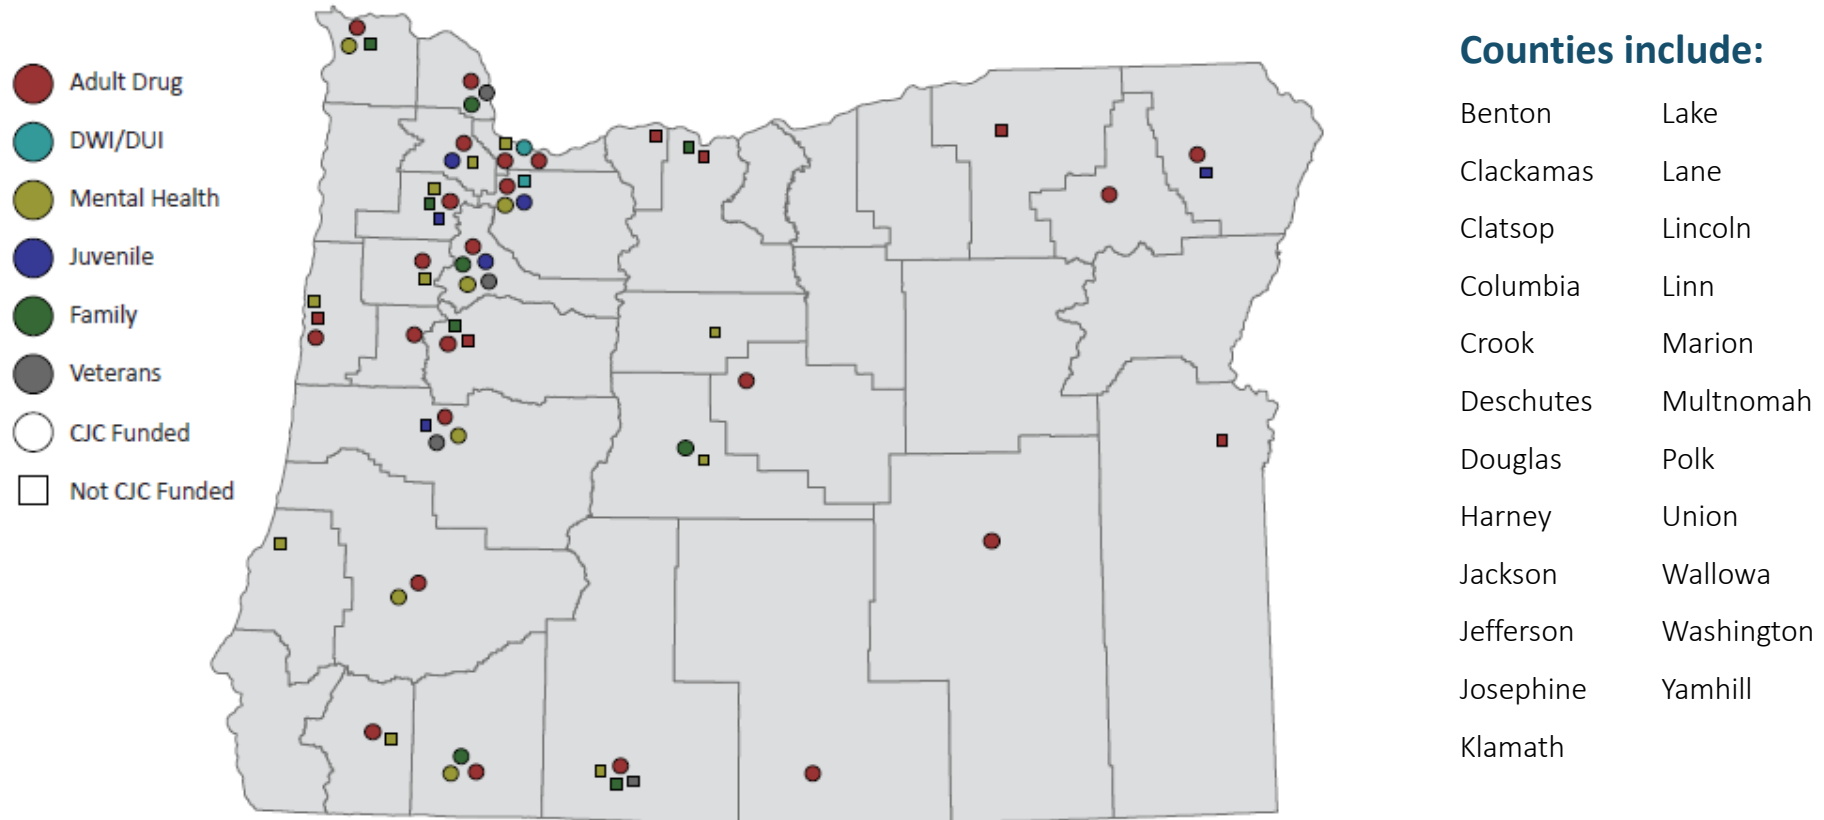 Adult Drug
DWI/DUI
Mental Health
Juvenile
Family
Veterans
CJC Funded
Not CJC Funded
Counties include:
Benton
Clackamas
Clatsop
Columbia
Crook
Deschutes
Douglas
Harney
Jackson
Jefferson
Josephine
Klamath
Lake
Lane
Lincoln
Linn
Marion
Multnomah
Polk
Union
Wallowa
Washington
Yamhill